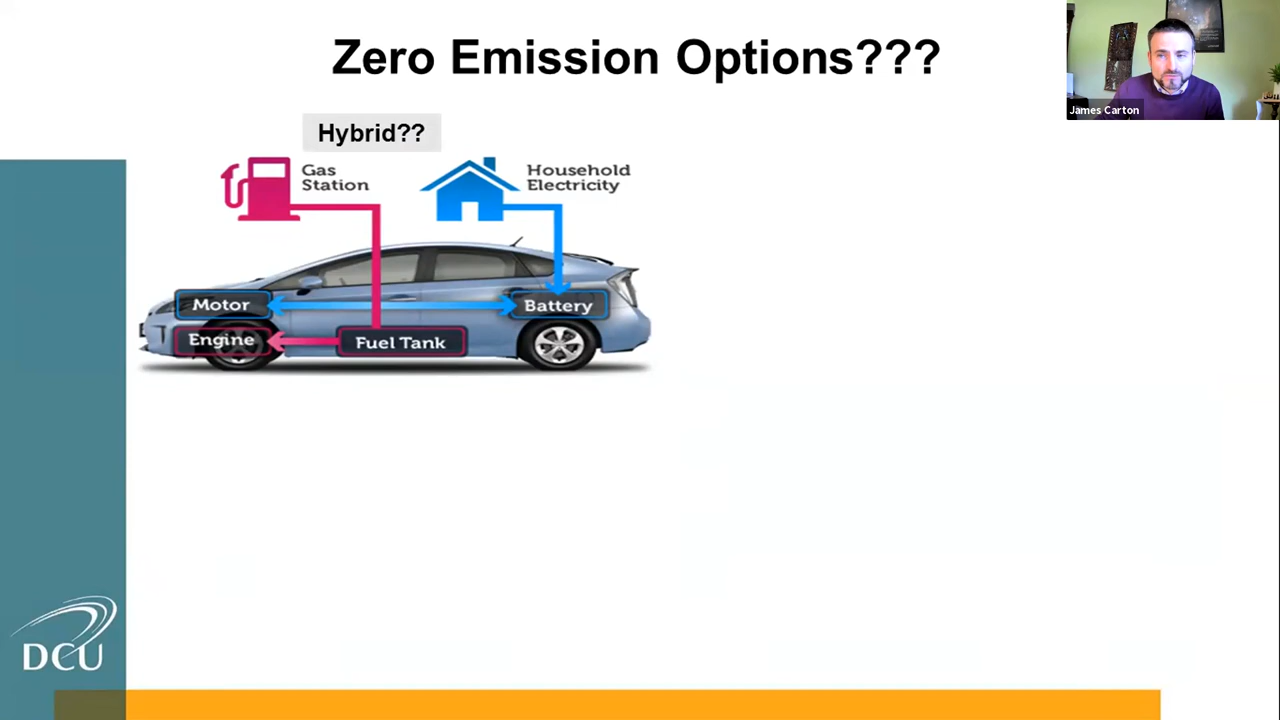 Zero Emission Options???
James Carton
Hybrid??
Gas
Station
Household
Electricity
Motor
Battery
Engine
Fuel Tank
DCU